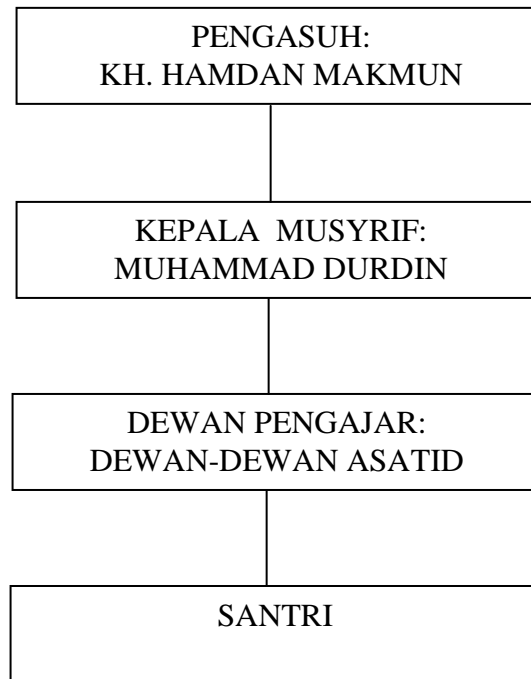 PENGASUH:
KH. HAMDAN MAKMUN
KEPALA MUSYRIF:
MUHAMMAD DURDIN
DEWAN PENGAJAR:
DEWAN-DEWAN ASATID
SANTRI